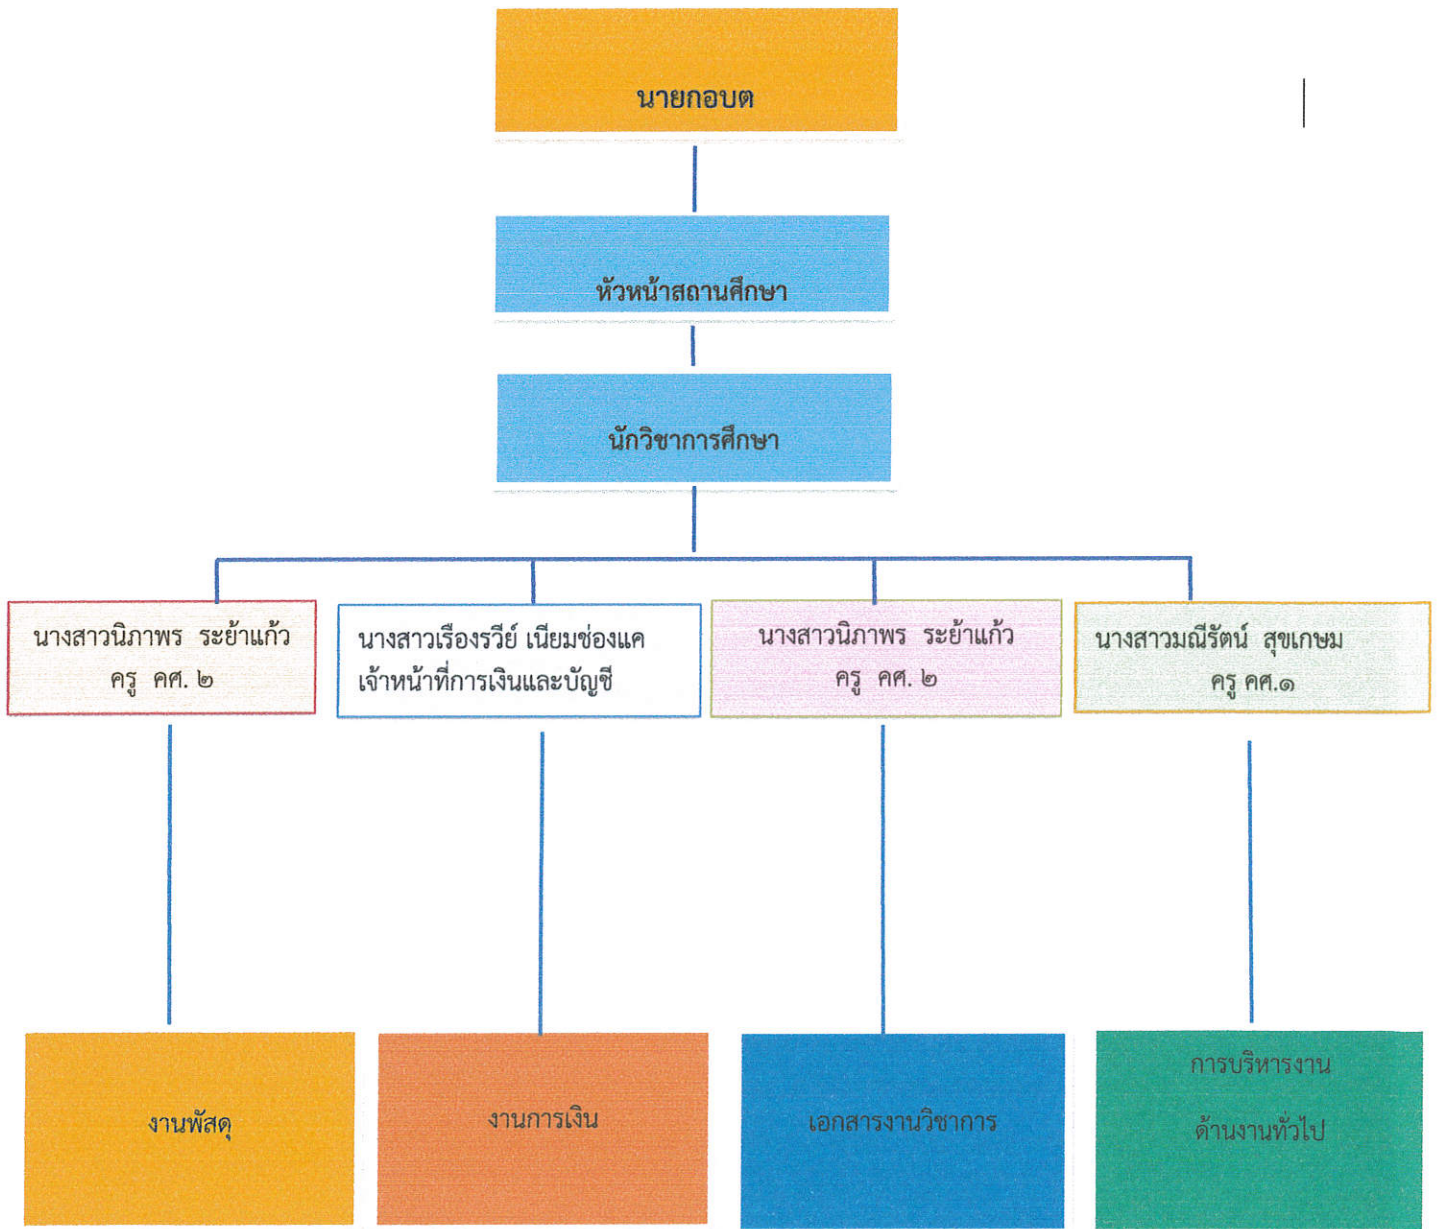 นายกอบต
หัวหน้าสถานศึกษา
นักวิชาการศึกษา
นางสาวนิภาพร ระย้าแก้ว
ครู คศ. ๒
นางสาวเรืองรวีย์ เนียมช่องแค
เจ้าหน้าที่การเงินและบัญชี
นางสาวนิภาพร ระย้าแก้ว
ครู คศ. ๒
นางสาวมณีรัตน์ สุขเกษม
ครู คศ.๑
งานพัสดุ
งานการเงิน
เอกสารงานวิชาการ
การบริหารงาน
ด้านงานทั่วไป